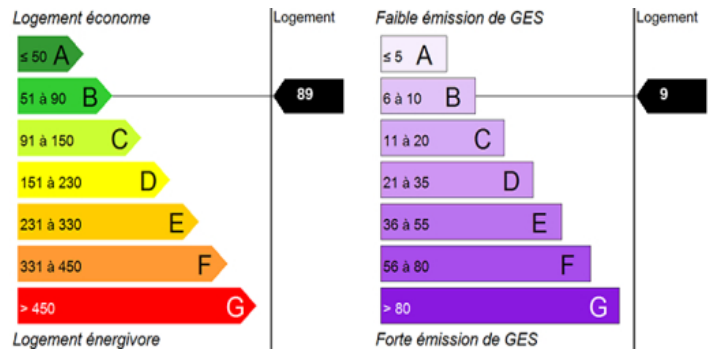 Logement économe
Logement
≤ 50 A
51 à 90 B
89
91 à 150 C
151 à 230 D
231 à 330 E
331 à 450 F
> 450 G
Logement énergivore
Faible émission de GES
Logement
≤ 5 A
6 à 10 B
9
11 à 20 C
21 à 35 D
36 à 55 E
56 à 80 F
> 80 G
Forte émission de GES